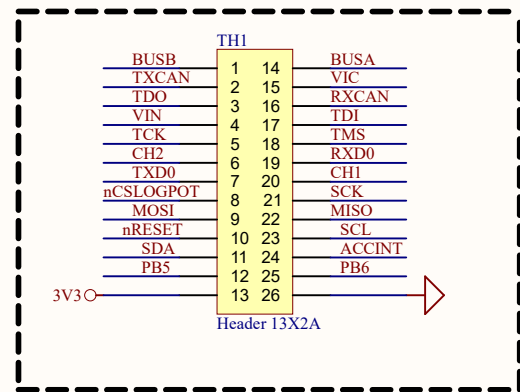 TH1
BUSB 1 14 BUSA
TXCAN 2 15 VIC
TDO 3 16 RXCAN
VIN 4 17 TDI
TCK 5 18 TMS
CH2 6 19 RXD0
TXD0 7 20 CH1
nCSLOGPOT 8 21 SCK
MOSI 9 22 MISO
nRESET 10 23 SCL
SDA 11 24 ACCINT
PB5 12 25 PB6
3V3 13 26
Header 13X2A